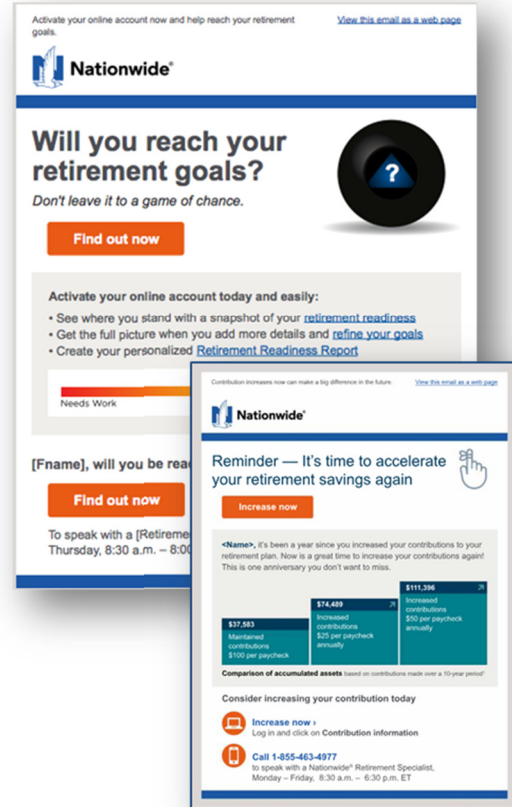 Activate your online account now and help reach your retirement goals.
View this email as a web page
Nationwide®
Will you reach your
retirement goals?
Don't leave it to a game of chance.
?
Find out now
Activate your online account today and easily:
• See where you stand with a snapshot of your retirement readiness
• Get the full picture when you add more details and refine your goals
• Create your personalized Retirement Readiness Report
Needs Work
[Fname], will you be rea
Find out now
To speak with a [Retireme
Thursday, 8:30 a.m. – 8:00
Contribution increases now can make a big difference in the future.
View this email as a web page
Nationwide®
Reminder — It's time to accelerate
your retirement savings again
Increase now
<Name>, it's been a year since you increased your contributions to your
retirement plan. Now is a great time to increase your contributions again!
This is one anniversary you don't want to miss.
$37,583
Maintained
contributions
$100 per paycheck
$74,489
Increased
contributions
$25 per paycheck
annually
$111,396
Increased
contributions
$50 per paycheck
annually
Comparison of accumulated assets based on contributions made over a 10-year period¹
Consider increasing your contribution today
Increase now ›
Log in and click on Contribution information
Call 1-855-463-4977
to speak with a Nationwide® Retirement Specialist,
Monday – Friday, 8:30 a.m. – 6:30 p.m. ET